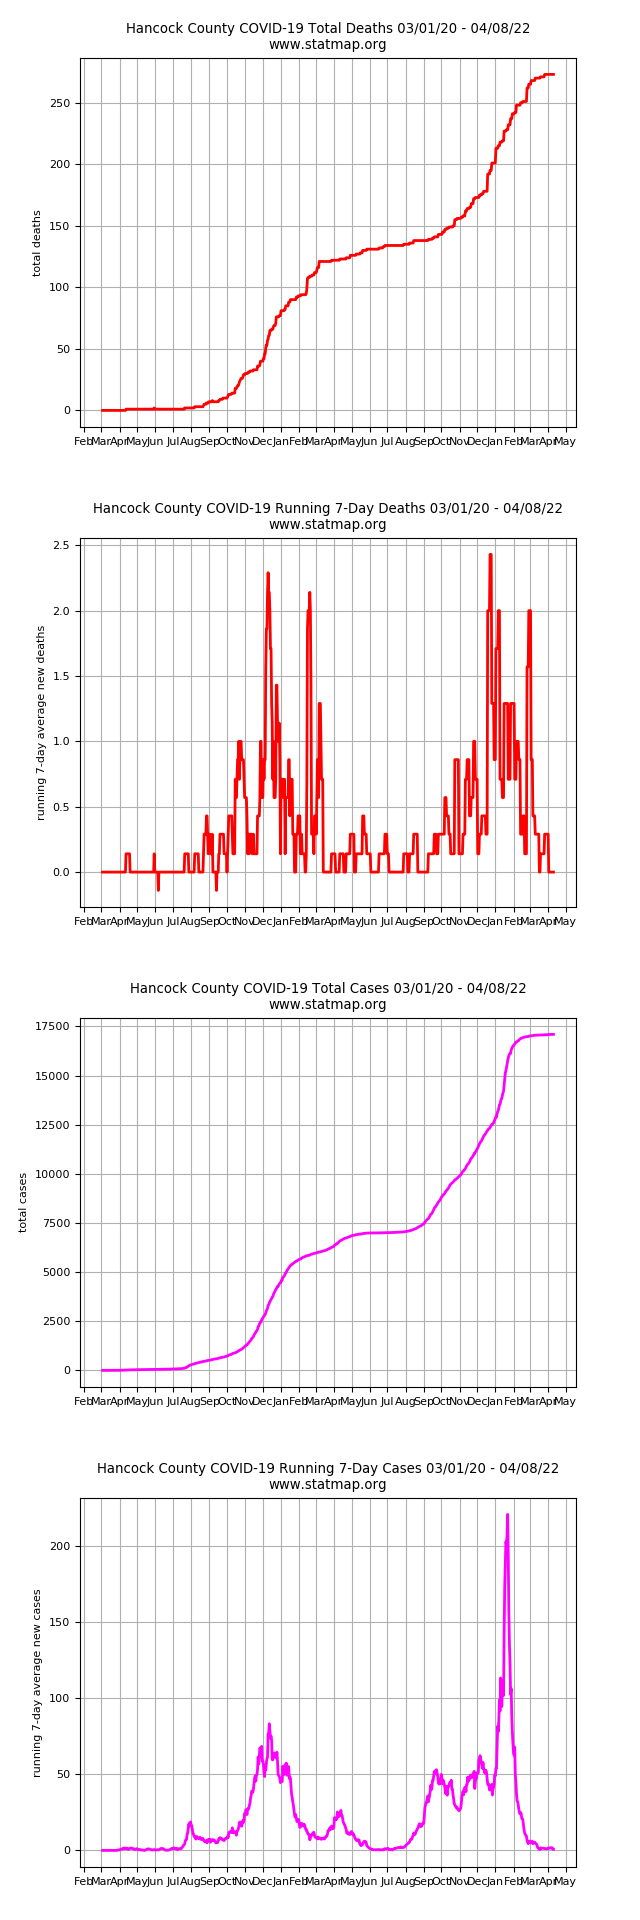 Hancock County COVID-19 Total Deaths 03/01/20 - 04/08/22
www.statmap.org
250
200
150
100
50
0
total deaths
Feb Mar Apr May Jun Jul Aug Sep Oct Nov Dec Jan Feb Mar Apr May Jun Jul Aug Sep Oct Nov Dec Jan Feb Mar Apr May
Hancock County COVID-19 Running 7-Day Deaths 03/01/20 - 04/08/22
www.statmap.org
2.5
2.0
1.5
1.0
0.5
0.0
running 7-day average new deaths
Feb Mar Apr May Jun Jul Aug Sep Oct Nov Dec Jan Feb Mar Apr May Jun Jul Aug Sep Oct Nov Dec Jan Feb Mar Apr May
Hancock County COVID-19 Total Cases 03/01/20 - 04/08/22
www.statmap.org
17500
15000
12500
10000
7500
5000
2500
0
total cases
Feb Mar Apr May Jun Jul Aug Sep Oct Nov Dec Jan Feb Mar Apr May Jun Jul Aug Sep Oct Nov Dec Jan Feb Mar Apr May
Hancock County COVID-19 Running 7-Day Cases 03/01/20 - 04/08/22
www.statmap.org
200
150
100
50
0
running 7-day average new cases
Feb Mar Apr May Jun Jul Aug Sep Oct Nov Dec Jan Feb Mar Apr May Jun Jul Aug Sep Oct Nov Dec Jan Feb Mar Apr May